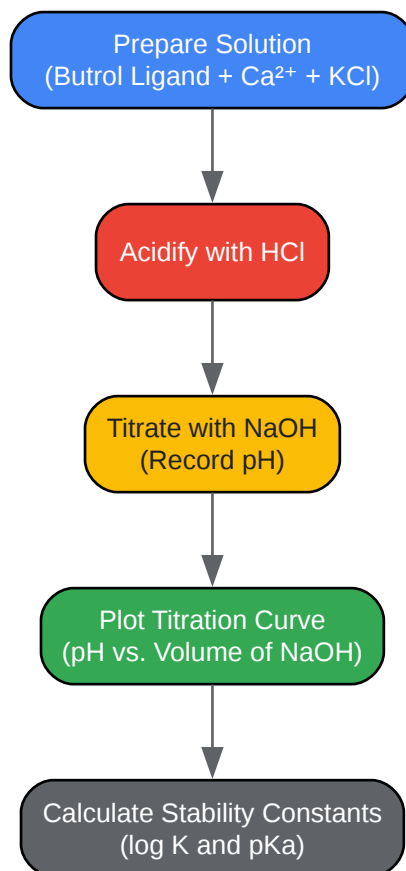 Prepare Solution
(Butrol Ligand + Ca²⁺ + KCl)
Acidify with HCl
Titrate with NaOH
(Record pH)
Plot Titration Curve
(pH vs. Volume of NaOH)
Calculate Stability Constants
(log K and pKa)